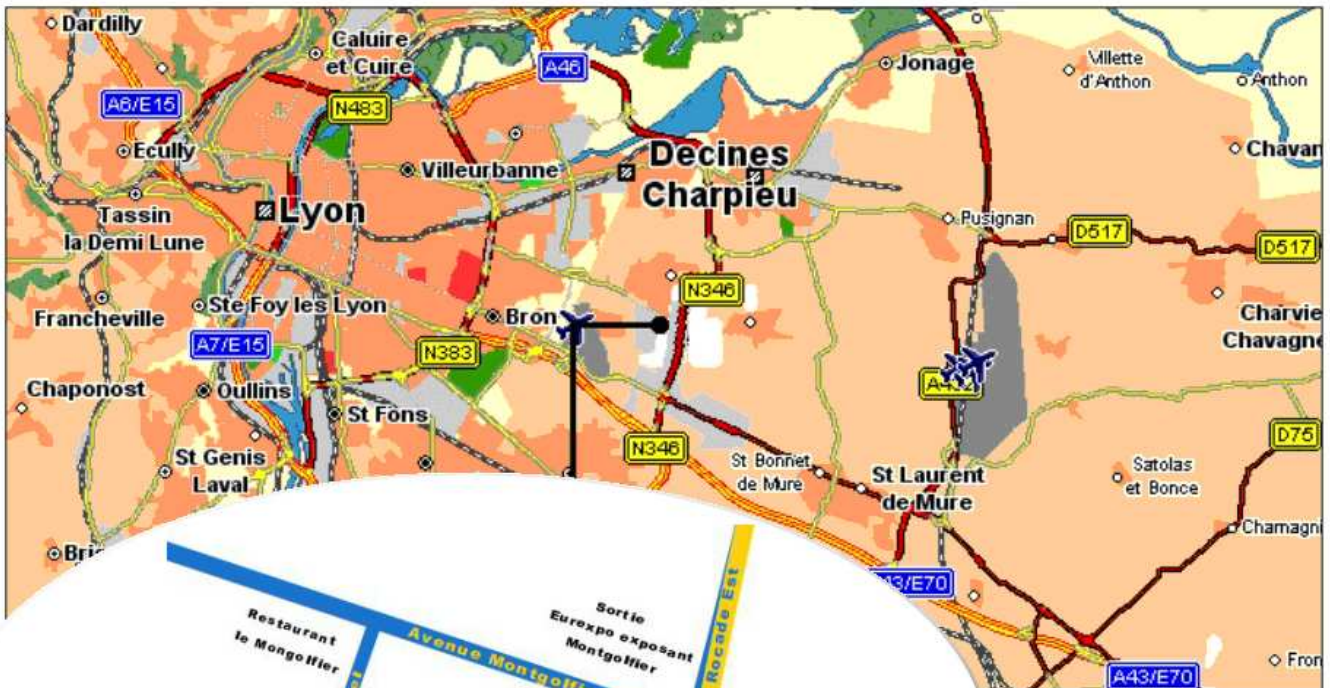 Dardilly
Caluire
et Cuire
A46
Jonage
Villette
d'Anthon
Anthon
A6/E15
N483
Ecully
Villeurbanne
Decines
Charpieu
Chavan
Tassin
la Demi Lune
Lyon
Pusignan
D517
D517
Francheville
Ste Foy les Lyon
Bron
N346
Charvie
Chavagne
A7/E15
N383
Chaponost
Oullins
St Fons
St Genis
Laval
N346
St Bonnet
de Mure
St Laurent
de Mure
D75
Satolas
et Bonce
Chamagni
Bri
A43/E70
A43/E70
Fron
Restaurant
le Mongolfier
Avenue Montgolfi
Sortie
Eurexpo exposant
Montgolfier
Rocade Est